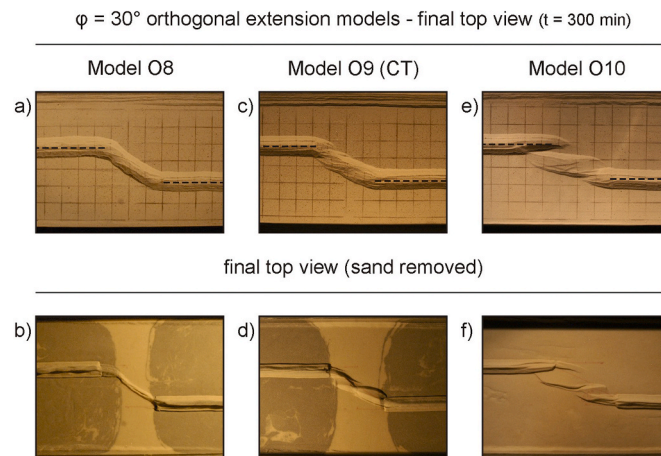 φ = 30° orthogonal extension models - final top view (t = 300 min)
Model O8
Model O9 (CT)
Model O10
a)
c)
e)
final top view (sand removed)
b)
d)
f)